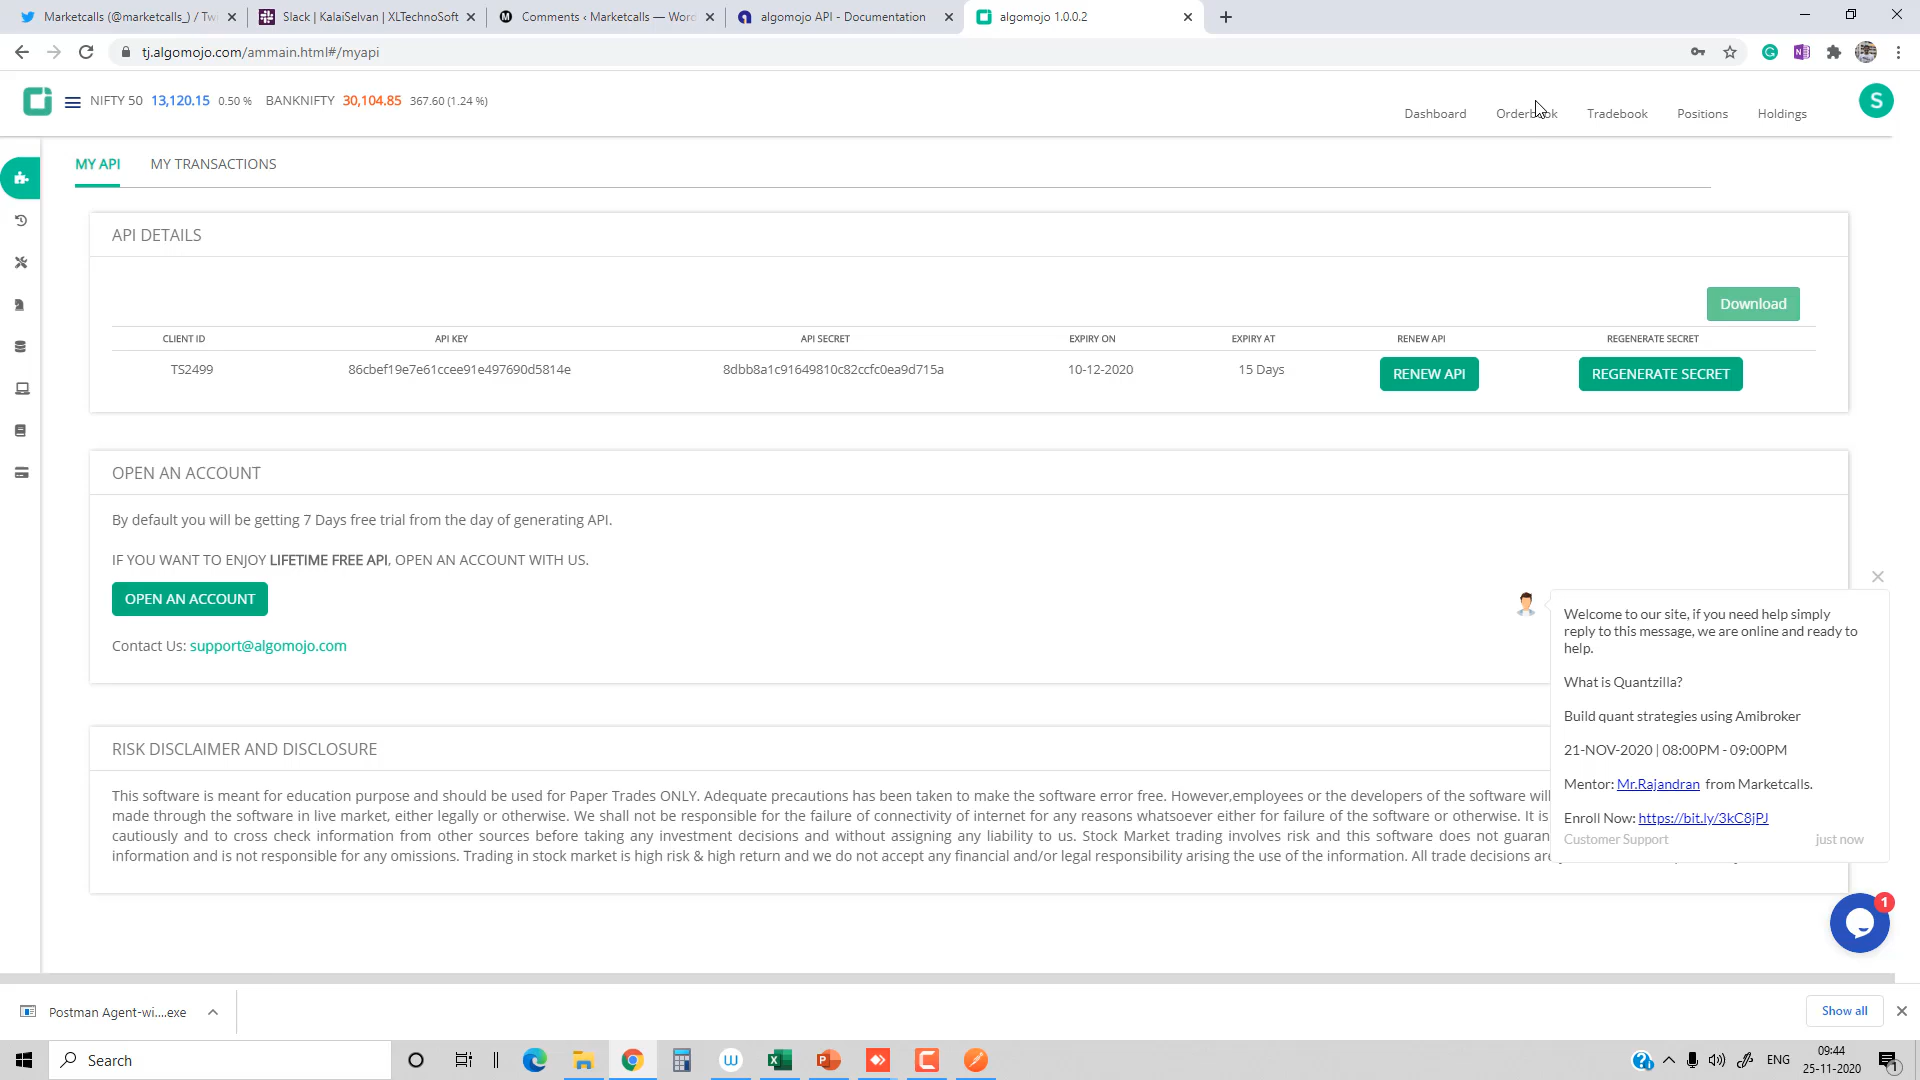 Marketcalls (@marketcalls_) / Tw
Slack | KalaiSelvan | XLTechnoSoft
Comments ‹ Marketcalls — Wor
algomojo API - Documentation
algomojo 1.0.0.2
tj.algomojo.com/ammain.html#/myapi
NIFTY 50 13,120.15 0.50 % BANKNIFTY 30,104.85 367.60 (1.24 %)
Dashboard Orderbook Tradebook Positions Holdings
S
MY API MY TRANSACTIONS
API DETAILS
Download
CLIENT ID API KEY API SECRET EXPIRY ON EXPIRY AT RENEW API REGENERATE SECRET
TS2499 86cbef19e7e61ccee91e497690d5814e 8dbb8a1c91649810c82ccfc0ea9d715a 10-12-2020 15 Days RENEW API REGENERATE SECRET
OPEN AN ACCOUNT
By default you will be getting 7 Days free trial from the day of generating API.
IF YOU WANT TO ENJOY LIFETIME FREE API, OPEN AN ACCOUNT WITH US.
OPEN AN ACCOUNT
Contact Us: support@algomojo.com
RISK DISCLAIMER AND DISCLOSURE
This software is meant for education purpose and should be used for Paper Trades ONLY. Adequate precautions has been taken to make the software error free. However,employees or the developers of the software will
made through the software in live market, either legally or otherwise. We shall not be responsible for the failure of connectivity of internet for any reasons whatsoever either for failure of the software or otherwise. It is
cautiously and to cross check information from other sources before taking any investment decisions and without assigning any liability to us. Stock Market trading involves risk and this software does not guaran
information and is not responsible for any omissions. Trading in stock market is high risk & high return and we do not accept any financial and/or legal responsibility arising the use of the information. All trade decisions are
Welcome to our site, if you need help simply
reply to this message, we are online and ready to
help.
What is Quantzilla?
Build quant strategies using Amibroker
21-NOV-2020 | 08:00PM - 09:00PM
Mentor: Mr.Rajandran from Marketcalls.
Enroll Now: https://bit.ly/3kC8jPJ
Customer Support just now
1
Postman Agent-wi....exe
Show all
Search
ENG
09:44
25-11-2020